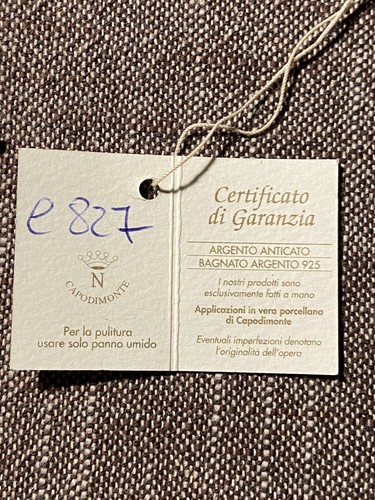 e 827
N
CAPODIMONTE
Per la pulitura
usare solo panno umido
Certificato
di Garanzia
ARGENTO ANTICATO
BAGNATO ARGENTO 925
I nostri prodotti sono
esclusivamente fatti a mano
Applicazioni in vera porcellana
di Capodimonte
Eventuali imperfezioni denotano
l'originalità dell'opera